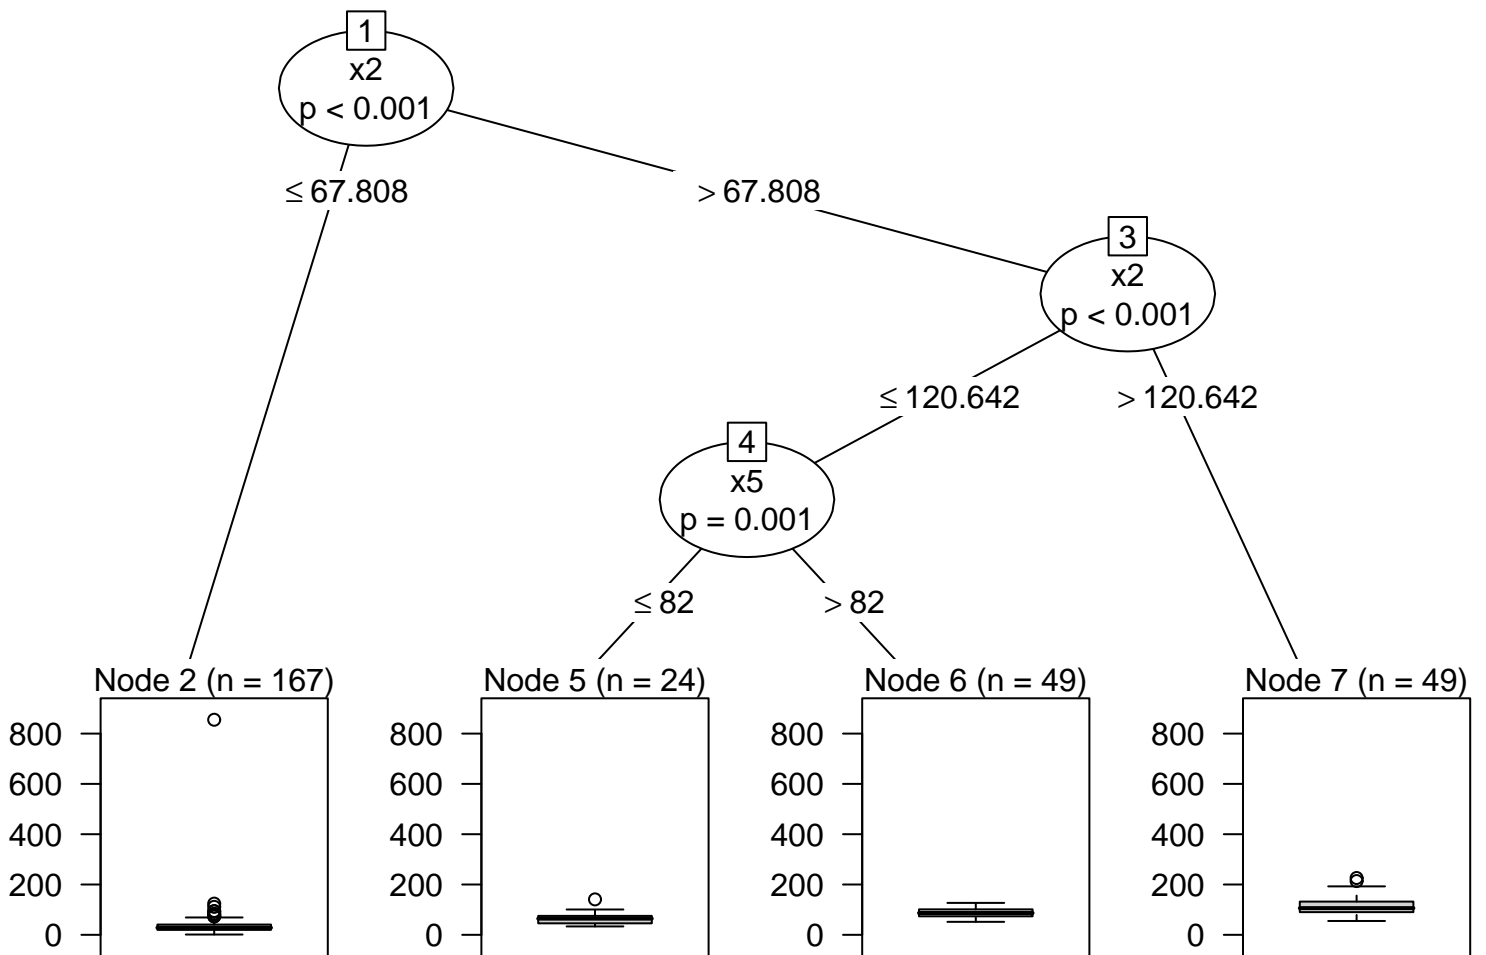 1
x2
p < 0.001
≤ 67.808
> 67.808
3
x2
p < 0.001
≤ 120.642
> 120.642
4
x5
p = 0.001
≤ 82
> 82
Node 2 (n = 167)
800
600
400
200
0
Node 5 (n = 24)
800
600
400
200
0
Node 6 (n = 49)
800
600
400
200
0
Node 7 (n = 49)
800
600
400
200
0